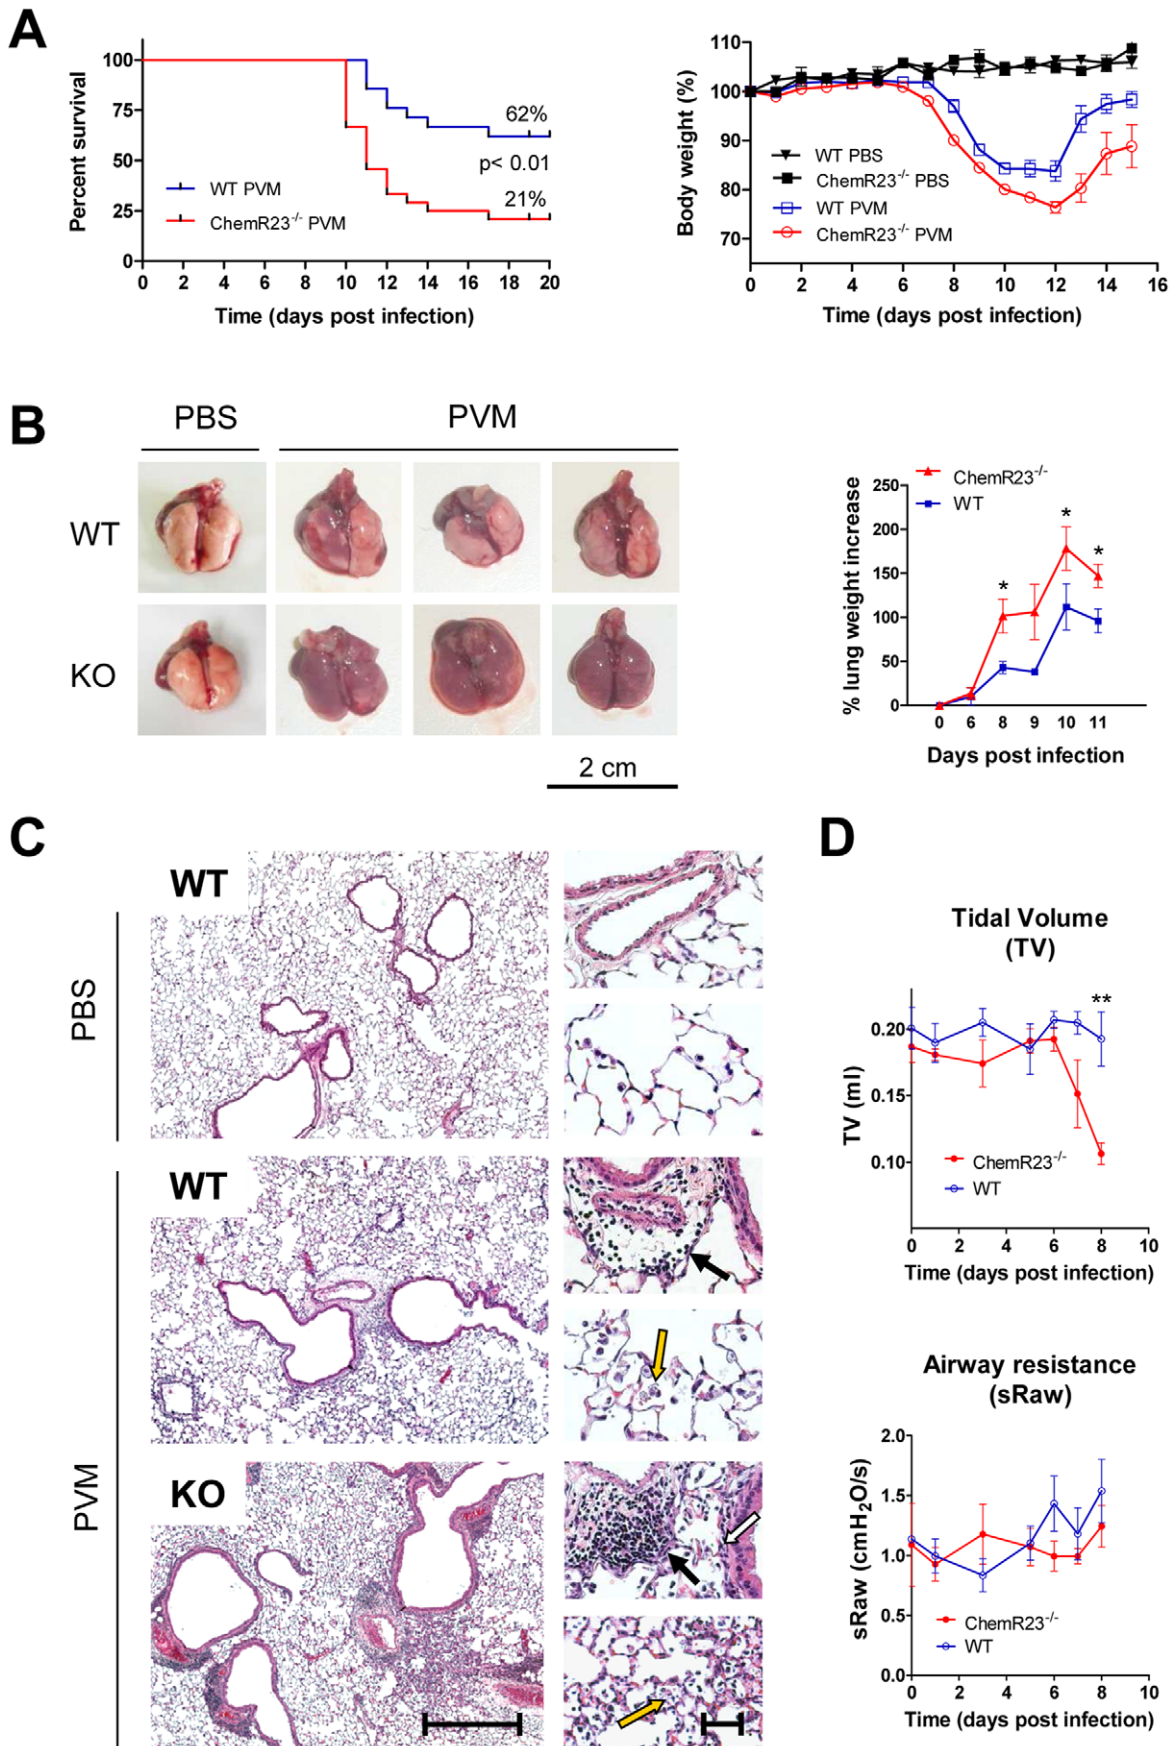 A
100
75
50
25
0
Percent survival
62%
p< 0.01
21%
WT PVM
ChemR23-/- PVM
0 2 4 6 8 10 12 14 16 18 20
Time (days post infection)
110
100
90
80
70
Body weight (%)
WT PBS
ChemR23-/- PBS
WT PVM
ChemR23-/- PVM
0 2 4 6 8 10 12 14 16
Time (days post infection)
B
PBS PVM
WT
KO
2 cm
ChemR23-/-
WT
250
200
150
100
50
0
% lung weight increase
* * *
0 6 8 9 10 11
Days post infection
C
PBS
WT
PVM
WT
KO
D
Tidal Volume
(TV)
**
0.20
0.15
0.10
TV (ml)
ChemR23-/-
WT
0 2 4 6 8 10
Time (days post infection)
Airway resistance
(sRaw)
2.0
1.5
1.0
0.5
0.0
sRaw (cmH2O/s)
ChemR23-/-
WT
0 2 4 6 8 10
Time (days post infection)